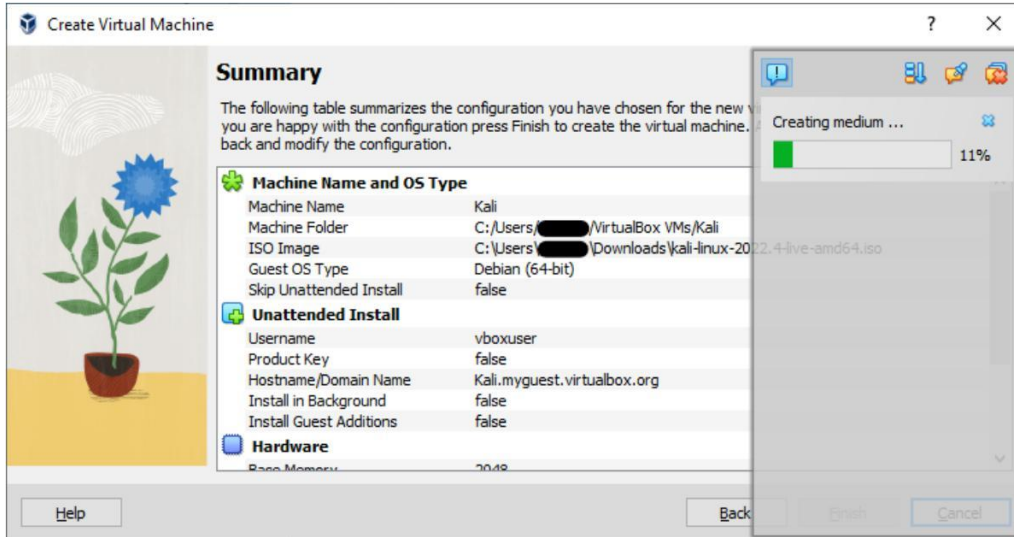 Create Virtual Machine
Summary
The following table summarizes the configuration you have chosen for the new
you are happy with the configuration press Finish to create the virtual machine.
back and modify the configuration.
Creating medium ...
11%
Machine Name and OS Type
Machine Name Kali
Machine Folder C:/Users/ /VirtualBox VMs/Kali
ISO Image C:\Users\ \Downloads\kali-linux-2022.4-live-amd64.iso
Guest OS Type Debian (64-bit)
Skip Unattended Install false
Unattended Install
Username vboxuser
Product Key false
Hostname/Domain Name Kali.myguest.virtualbox.org
Install in Background false
Install Guest Additions false
Hardware
Base Memory 2048
Help
Back
Finish
Cancel